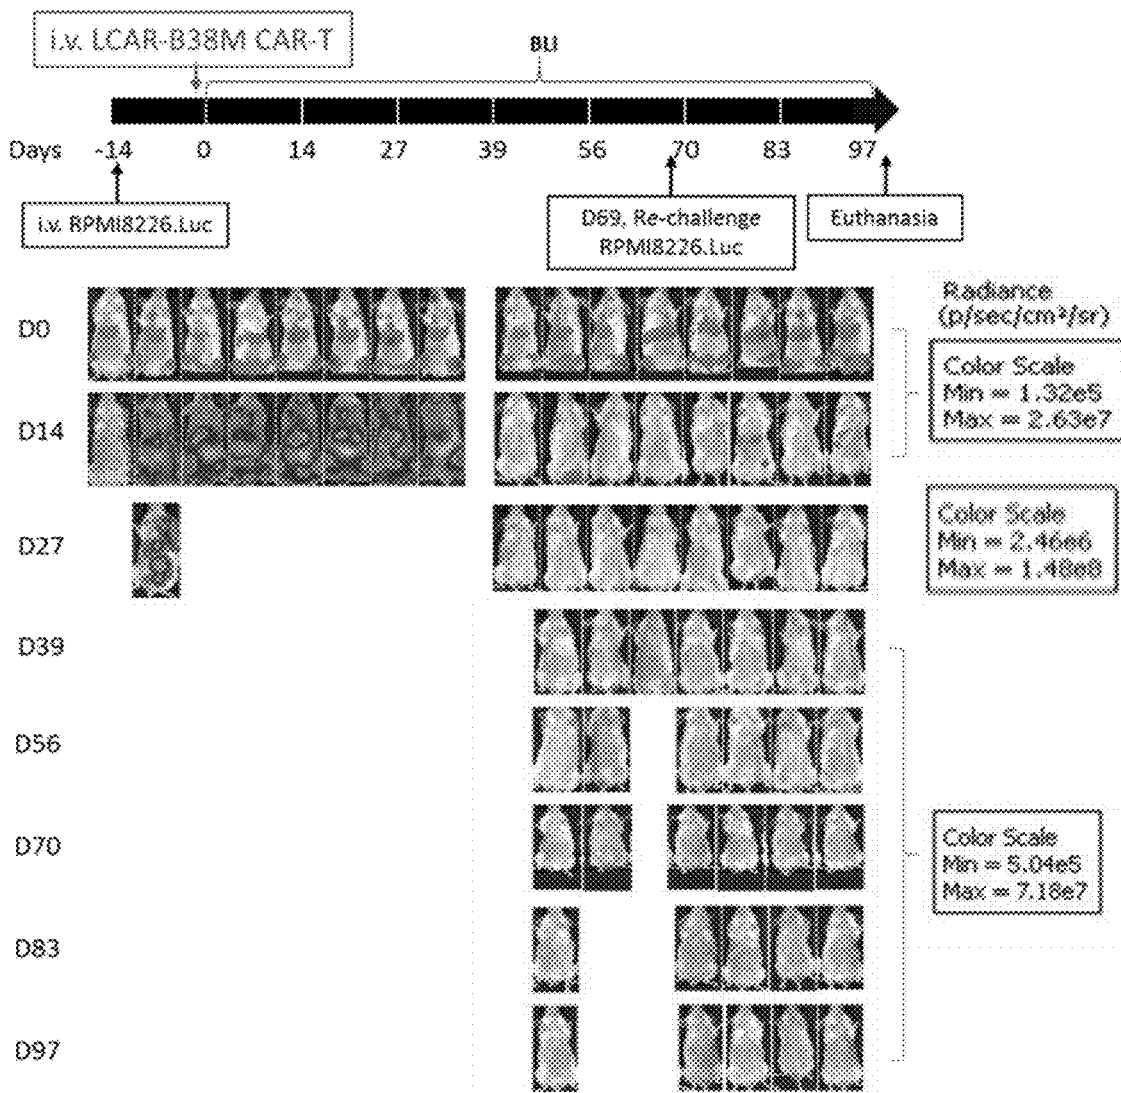 i.v. LCAR-B38M CAR-T
BLI
Days -14 0 14 27 39 56 70 83 97
i.v. RPMI8226.Luc
D69, Re-challenge
RPMI8226.Luc
Euthanasia
Radiance
(p/sec/cm²/sr)
D0
Color Scale
Min = 1.32e5
Max = 2.63e7
D14
Color Scale
Min = 2.46e6
Max = 1.48e8
D27
D39
D56
D70
Color Scale
Min = 5.04e5
Max = 7.18e7
D83
D97